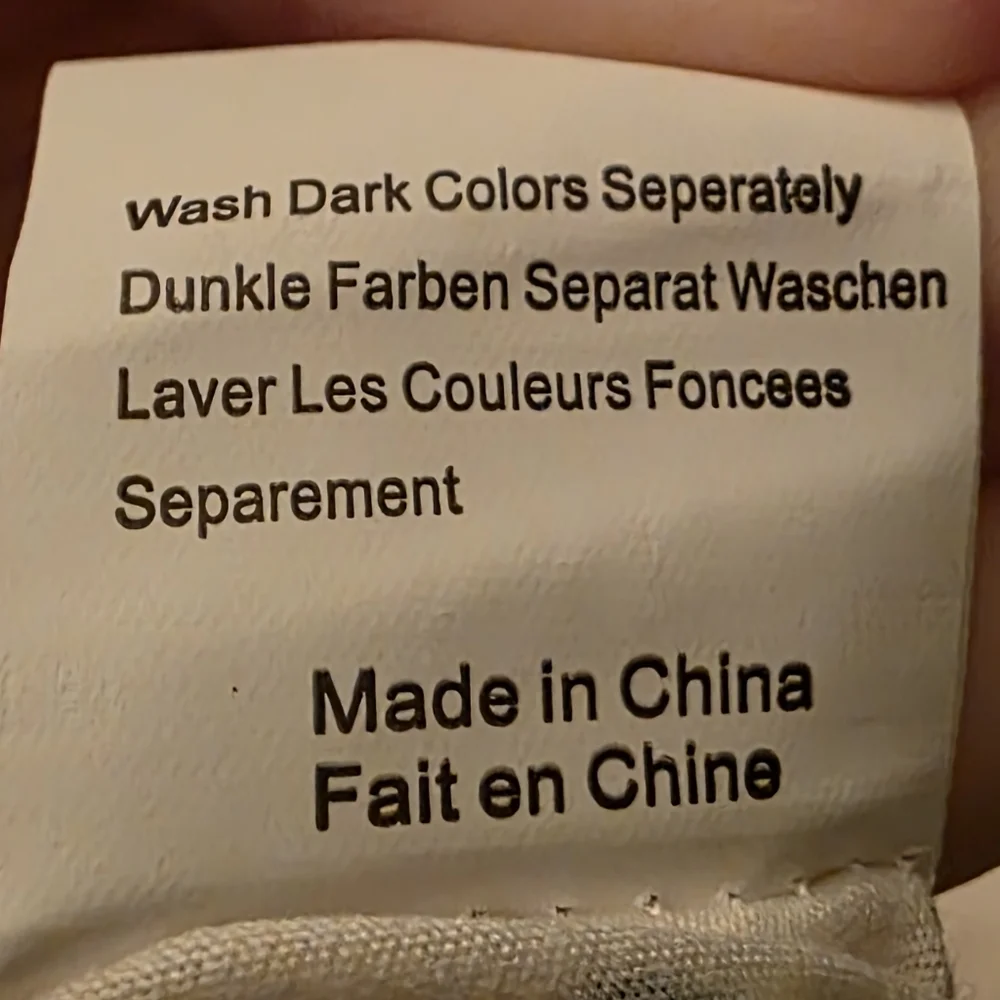 Wash Dark Colors Seperately
Dunkle Farben Separat Waschen
Laver Les Couleurs Foncees
Separement
Made in China
Fait en Chine